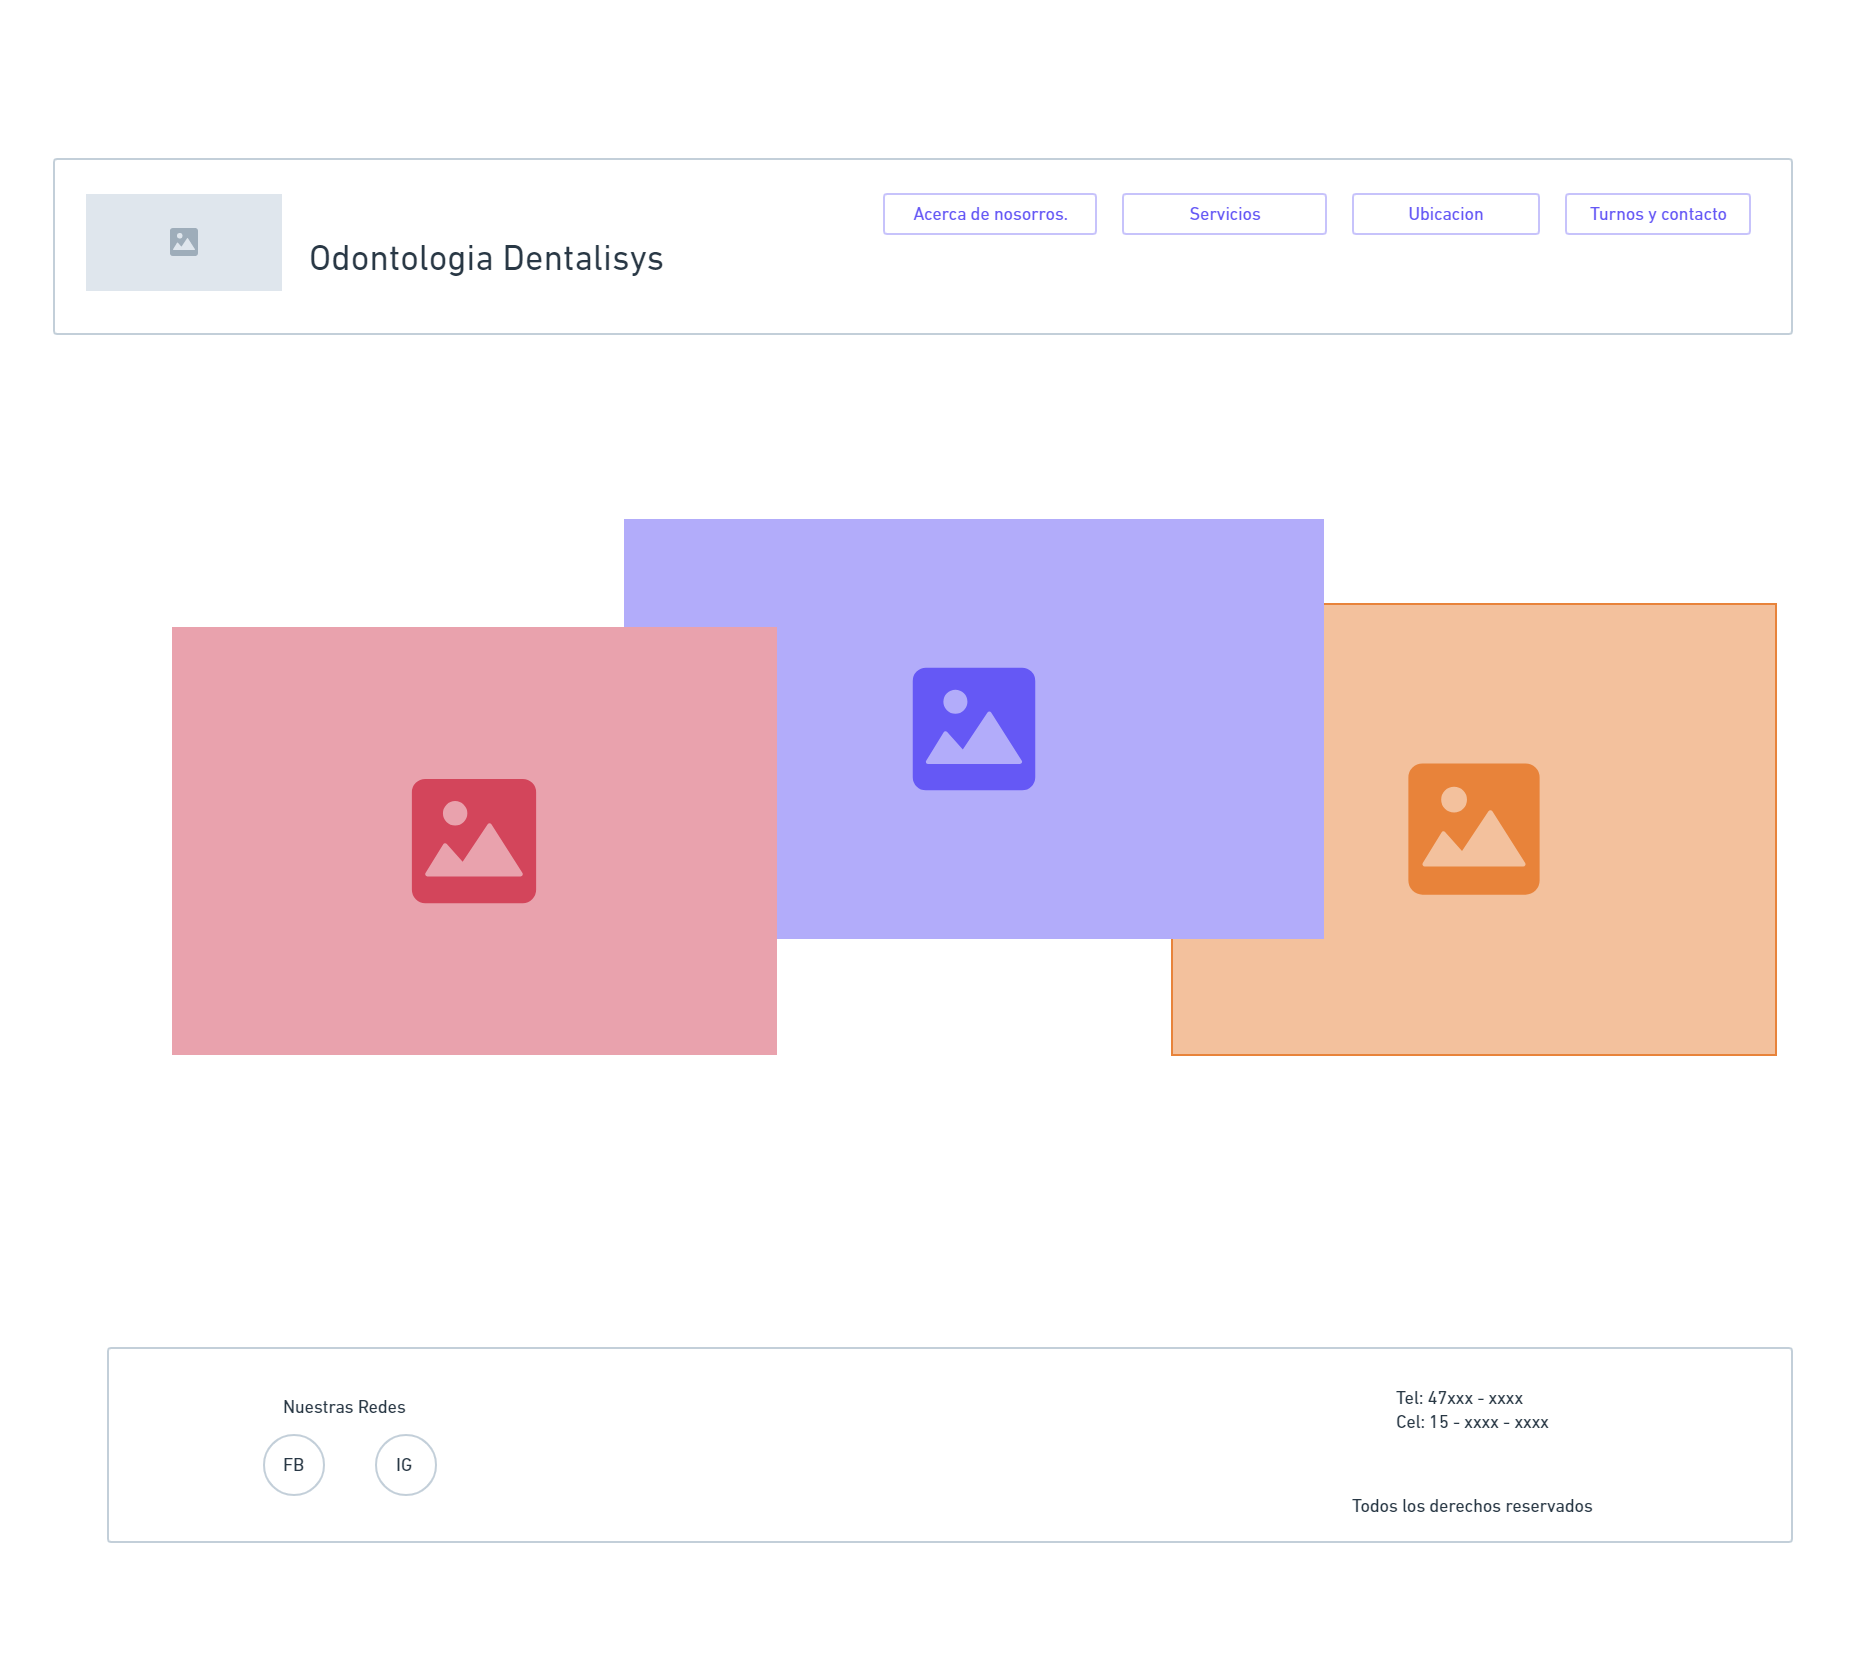 Odontologia Dentalisys
Acerca de nosorros.
Servicios
Ubicacion
Turnos y contacto
Nuestras Redes
FB
IG
Tel: 47xxx - xxxx
Cel: 15 - xxxx - xxxx
Todos los derechos reservados